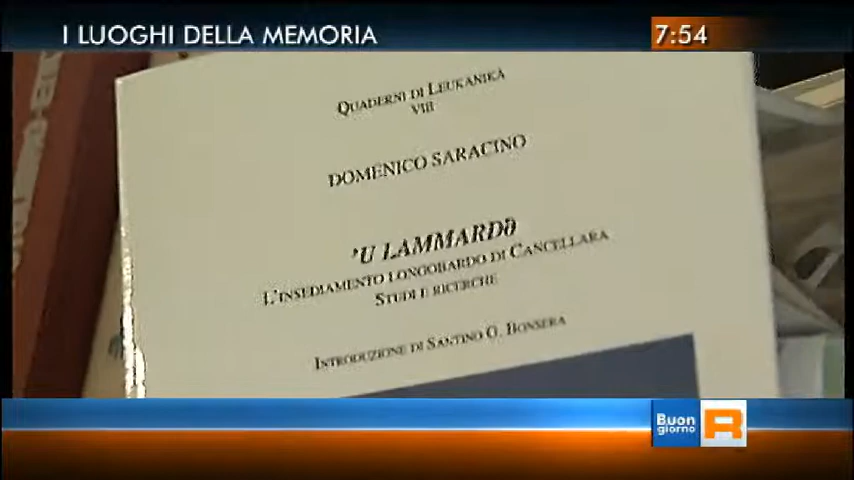 I LUOGHI DELLA MEMORIA
7:54
QUADERNI DI LEUKANIKÀ
VIII
DOMENICO SARACINO
'U LAMMARDƏ
L'INSEDIAMENTO LONGOBARDO DI CANCELLARA
STUDI E RICERCHE
INTRODUZIONE DI SANTINO G. BONSERA
Buon
giorno
R